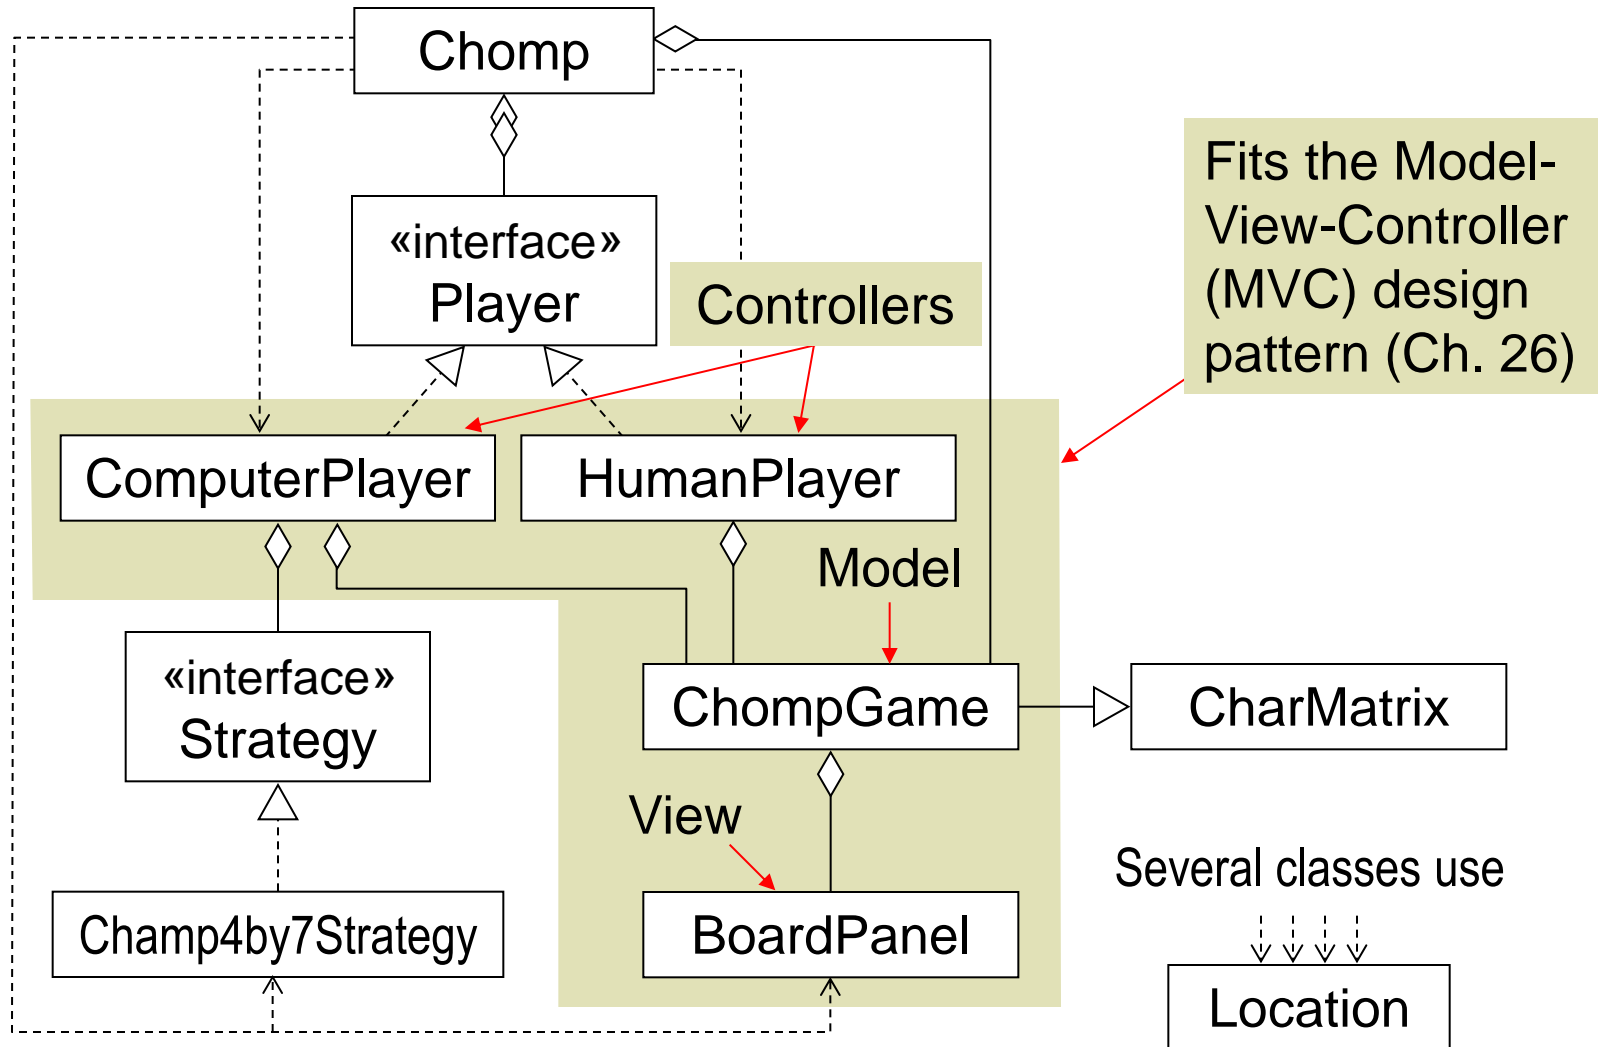 Chomp
Fits the Model-
View-Controller
(MVC) design
pattern (Ch. 26)
«interface»
Player
Controllers
ComputerPlayer
HumanPlayer
Model
«interface»
Strategy
ChompGame
CharMatrix
View
Several classes use
Champ4by7Strategy
BoardPanel
Location